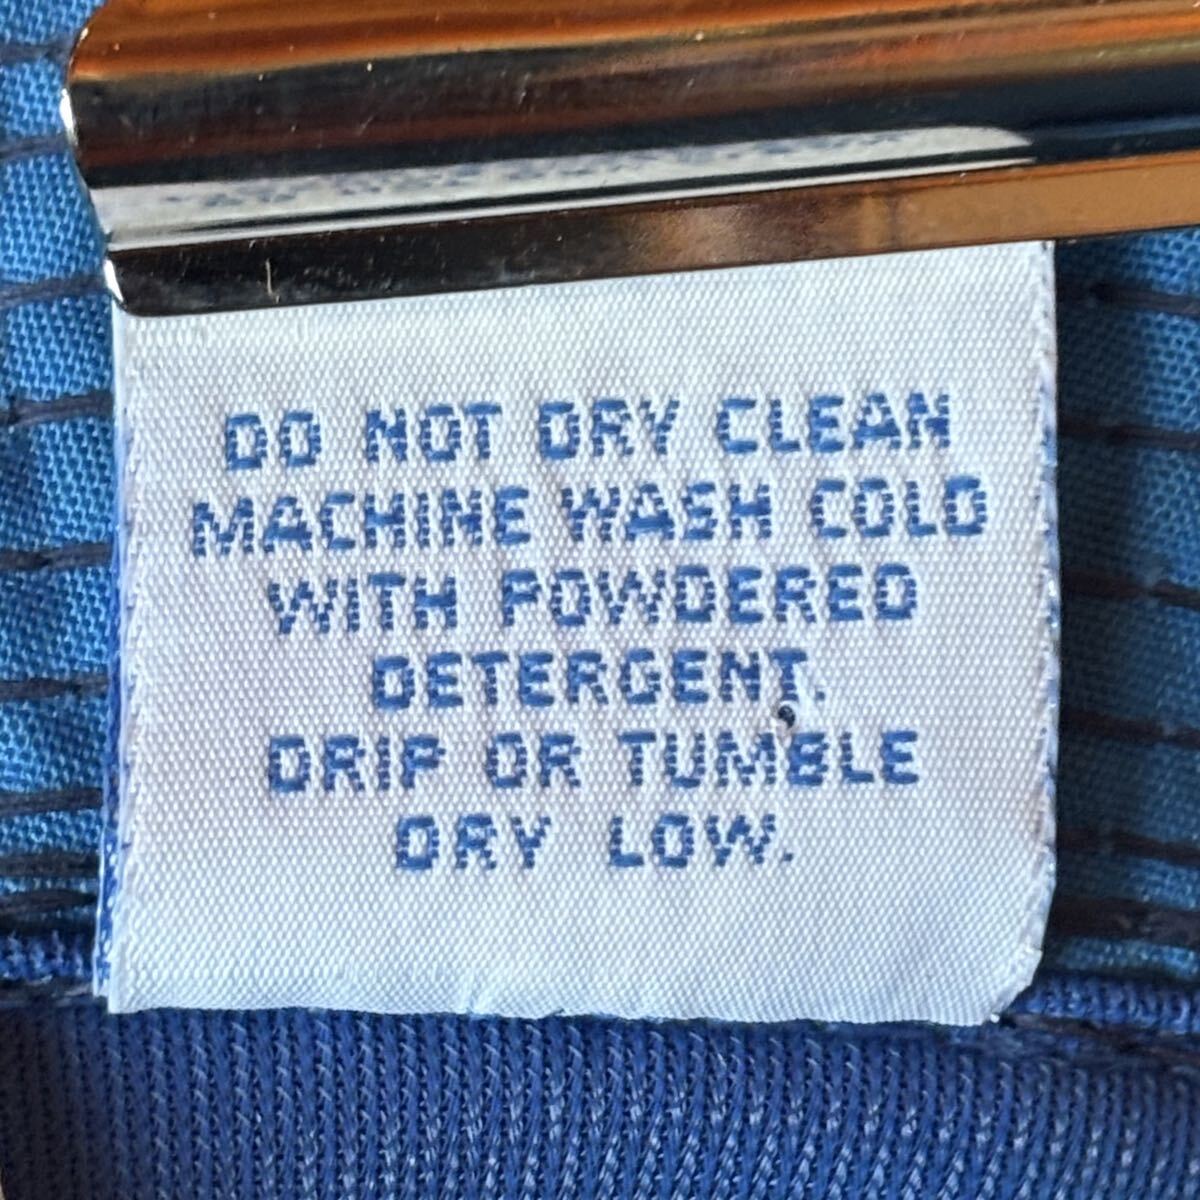 DO NOT DRY CLEAN
MACHINE WASH COLD
WITH POWDERED
DETERGENT.
DRIP OR TUMBLE
DRY LOW.